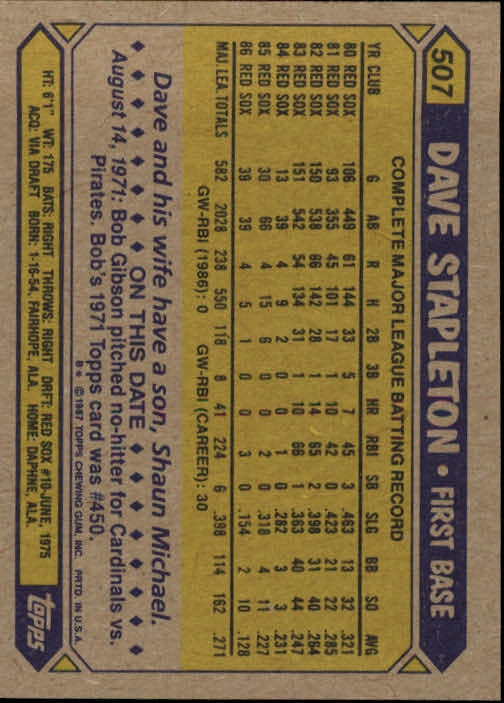 507
DAVE STAPLETON • FIRST BASE
COMPLETE MAJOR LEAGUE BATTING RECORD
YR CLUB G AB R H 2B 3B HR RBI SB SLG BB SO AVG
80 RED SOX 106 449 61 144 33 5 7 45 3 .463 13 32 .321
81 RED SOX 93 355 45 101 17 1 10 42 0 .423 21 22 .285
82 RED SOX 150 538 66 142 28 1 14 65 2 .398 31 40 .264
83 RED SOX 151 542 54 134 31 1 10 66 1 .363 40 44 .247
84 RED SOX 13 39 4 9 2 0 0 1 0 .282 3 3 .231
85 RED SOX 30 66 4 15 6 0 0 2 0 .318 4 11 .227
86 RED SOX 39 39 4 5 1 0 0 3 0 .154 2 10 .128
MAJ. LEA. TOTALS 582 2028 238 550 118 8 41 224 6 .398 114 162 .271
GW-RBI (1986): 0 GW-RBI (CAREER): 30
Dave and his wife have a son, Shaun Michael.
ON THIS DATE
August 14, 1971: Bob Gibson pitched no-hitter for Cardinals vs.
Pirates. Bob's 1971 Topps card was #450.
© 1987 TOPPS CHEWING GUM, INC. PRTD. IN U.S.A.
HT: 6'1" WT: 175 BATS: RIGHT THROWS: RIGHT DRFT: RED SOX #10-JUNE, 1975
ACQ: VIA DRAFT BORN: 1-16-54, FAIRHOPE, ALA. HOME: DAPHNE, ALA.
TOPPS